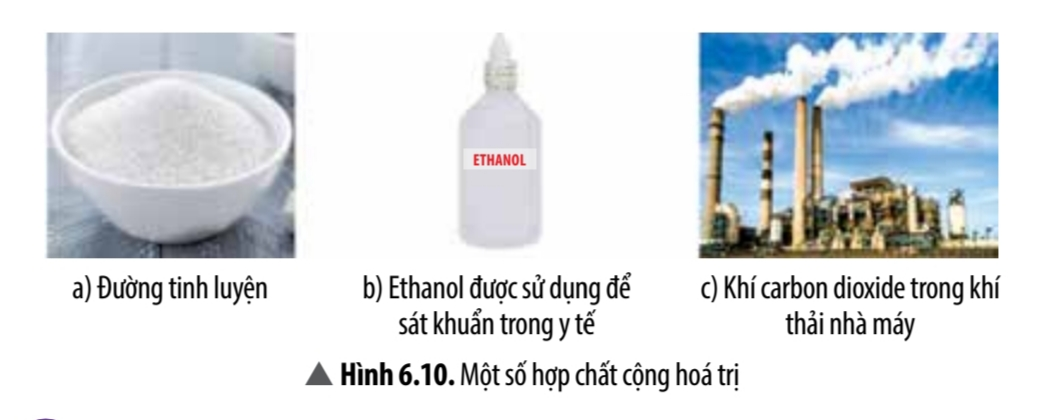 ETHANOL
a) Đường tinh luyện
b) Ethanol được sử dụng để
sát khuẩn trong y tế
c) Khí carbon dioxide trong khí
thải nhà máy
▲ Hình 6.10. Một số hợp chất cộng hoá trị